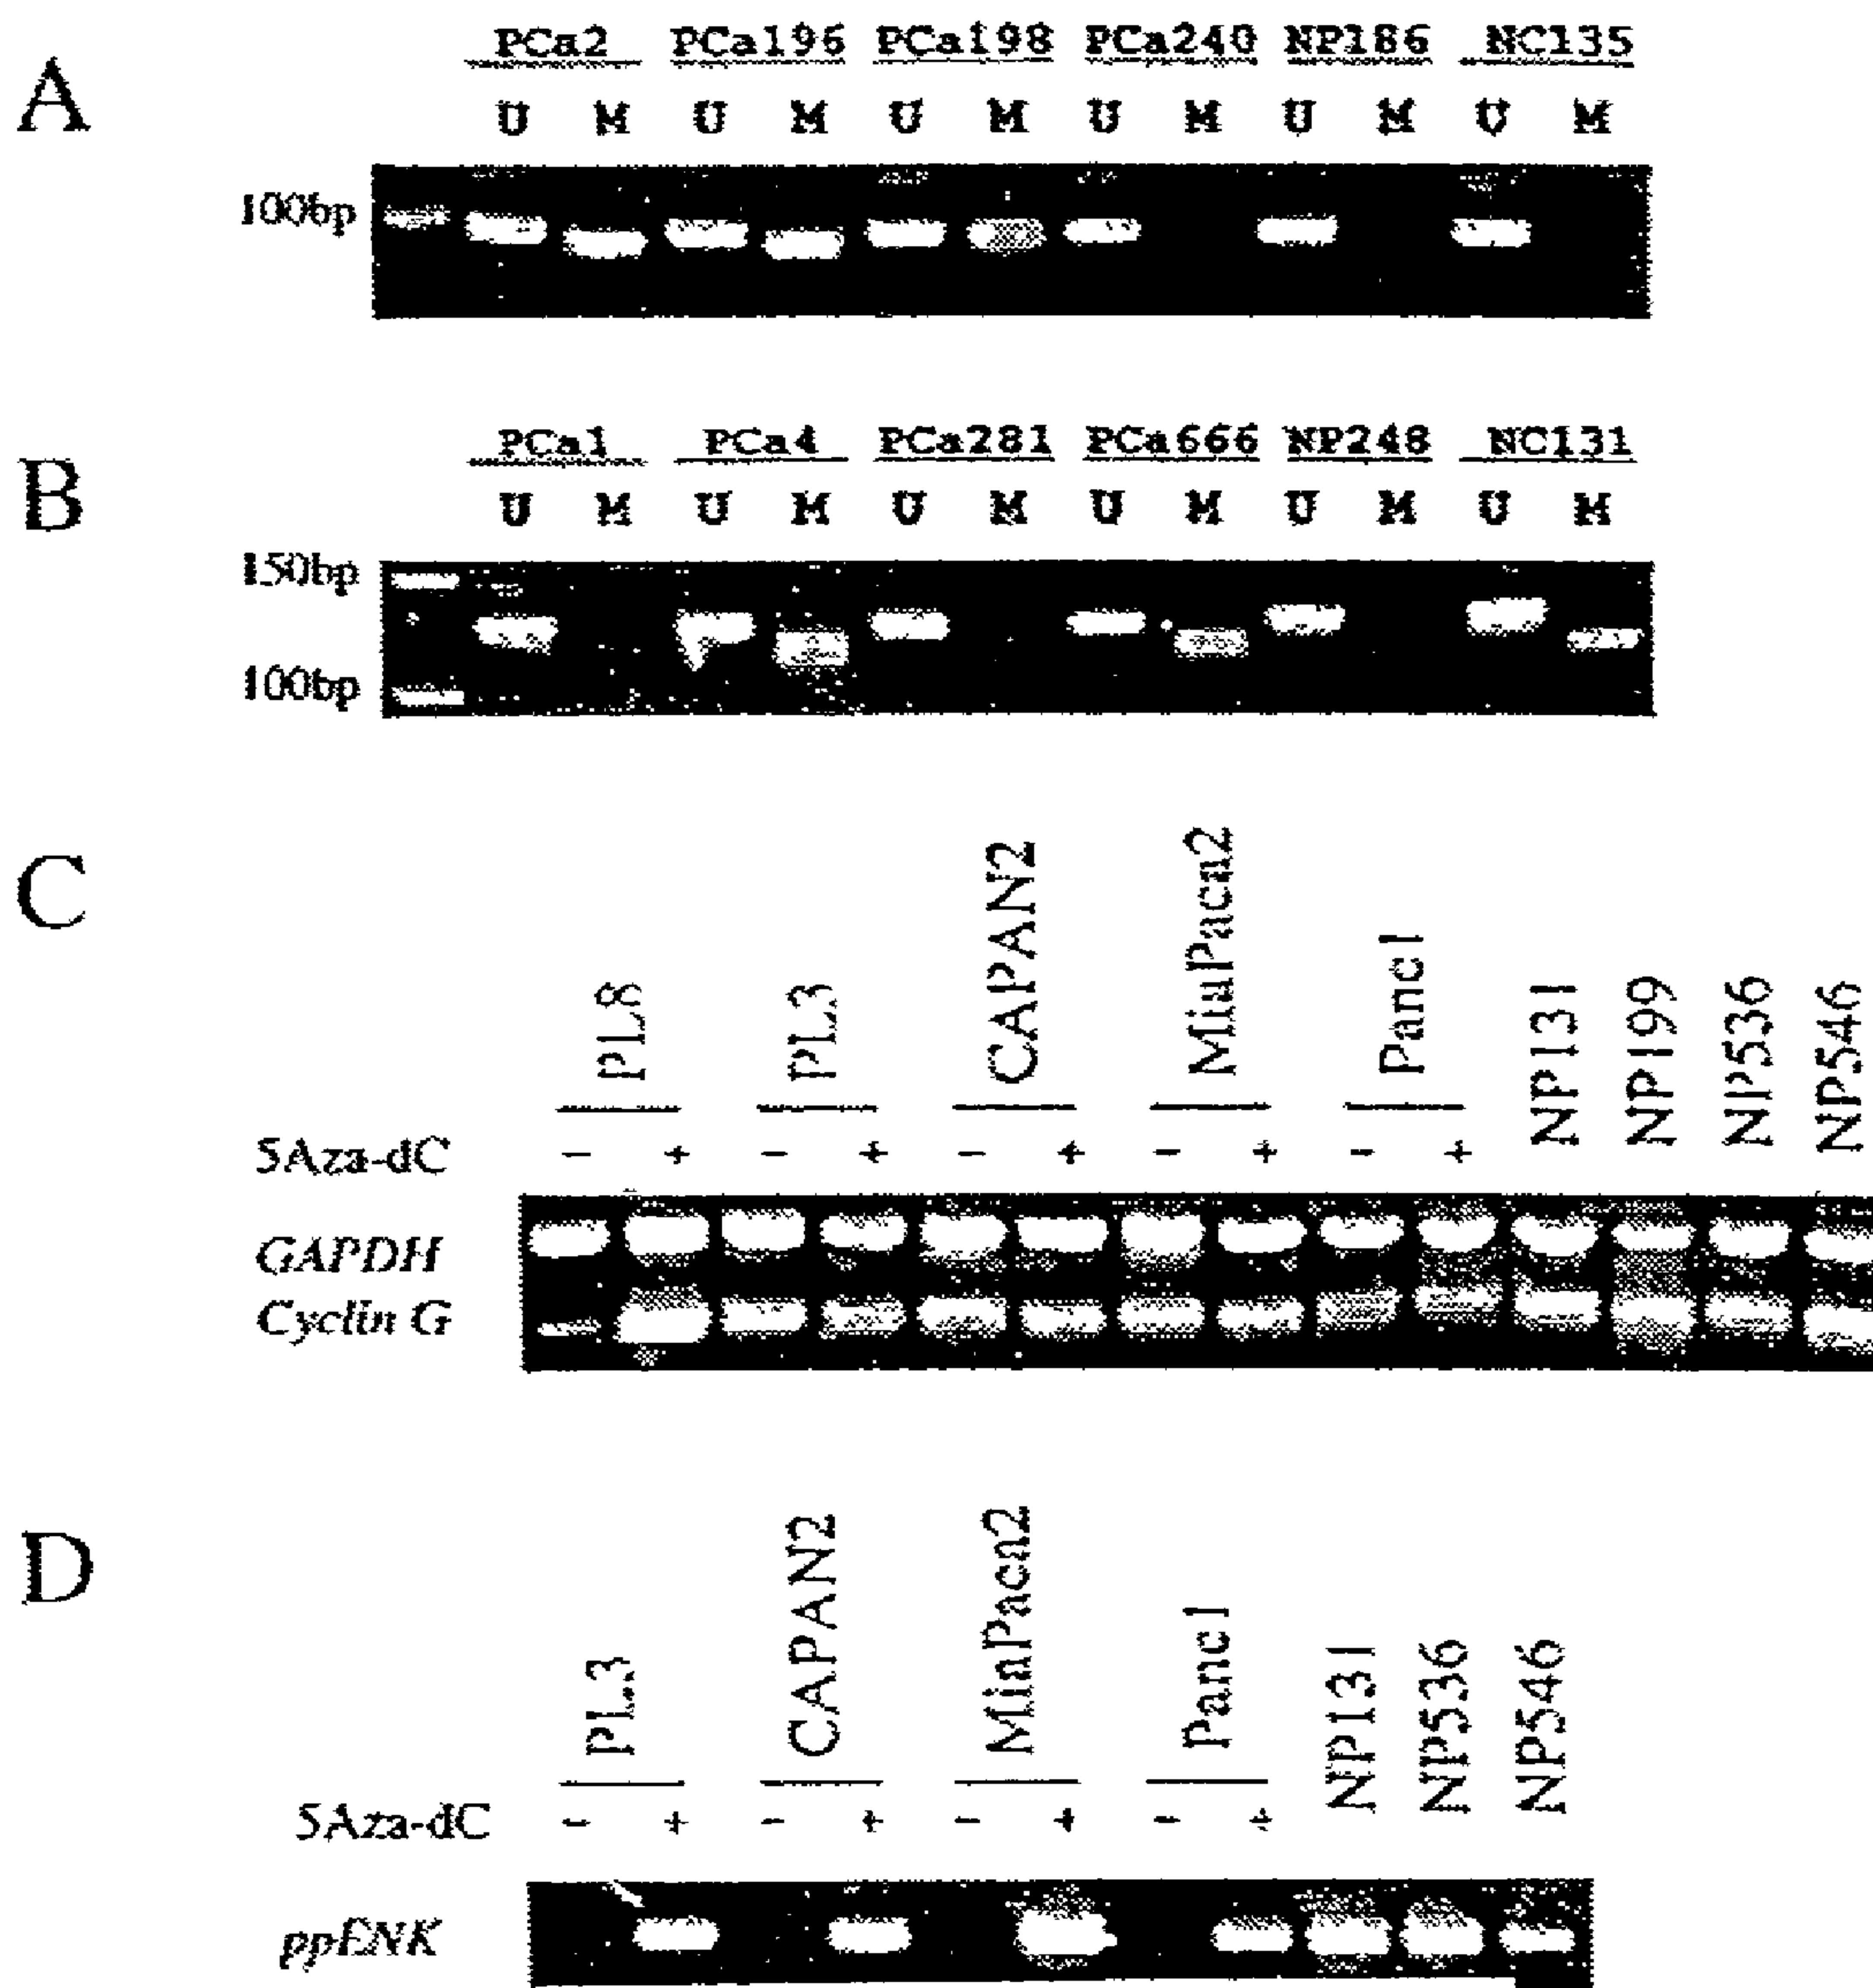 A
PCa2 PCa196 PCa198 PCa240 NP186 NC135
U M U M U M U M U M U M
100bp
B
PCa1 PCa4 PCa281 PCa666 NP248 NC131
U M U M U M U M U M U M
150bp
100bp
C
PL8 PL3 CAPAN2 MiaPaca2 Panc1 NP131 NP199 NP536 NP546
5Aza-dC - + - + - + - + - +
GAPDH
Cyclin G
D
PL3 CAPAN2 MiaPaca2 Panc1 NP131 NP536 NP546
5Aza-dC - + - + - + - +
ppENK